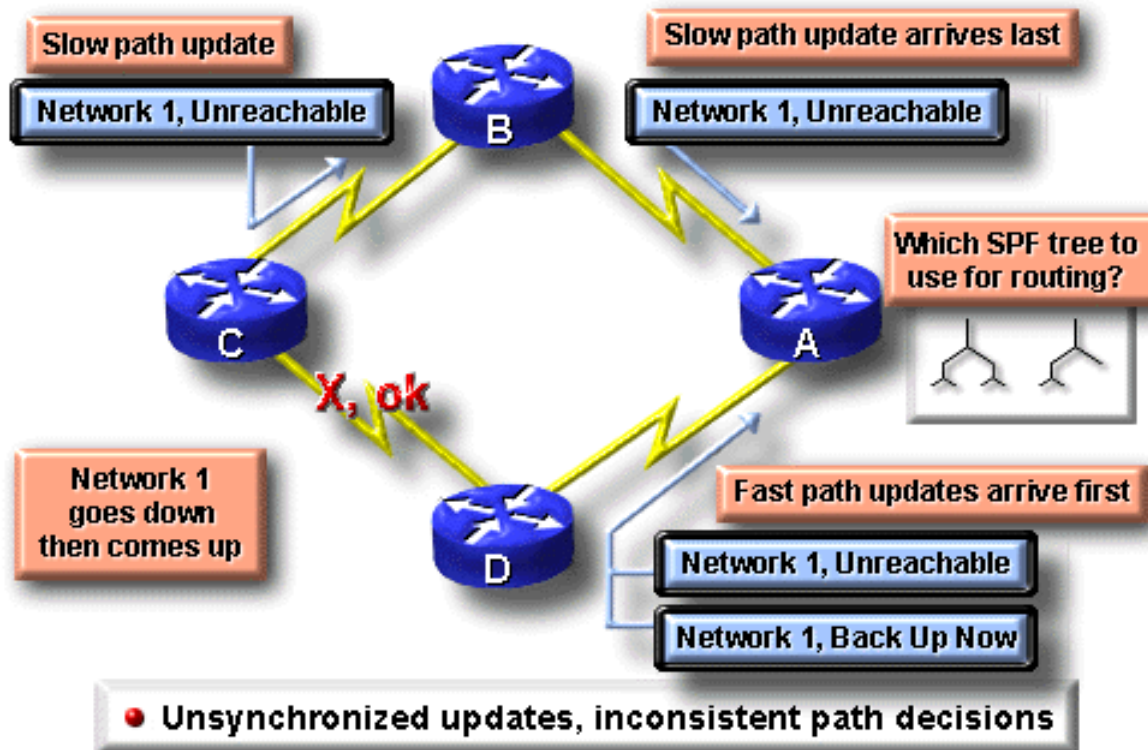 Slow path update
Network 1, Unreachable
B
Slow path update arrives last
Network 1, Unreachable
Which SPF tree to
use for routing?
C
A
X, ok
Network 1
goes down
then comes up
D
Fast path updates arrive first
Network 1, Unreachable
Network 1, Back Up Now
Unsynchronized updates, inconsistent path decisions